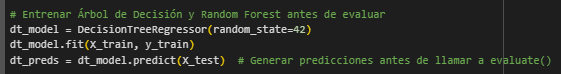 # Entrenar Árbol de Decisión y Random Forest antes de evaluar
dt_model = DecisionTreeRegressor(random_state=42)
dt_model.fit(X_train, y_train)
dt_preds = dt_model.predict(X_test)  # Generar predicciones antes de llamar a evaluate()